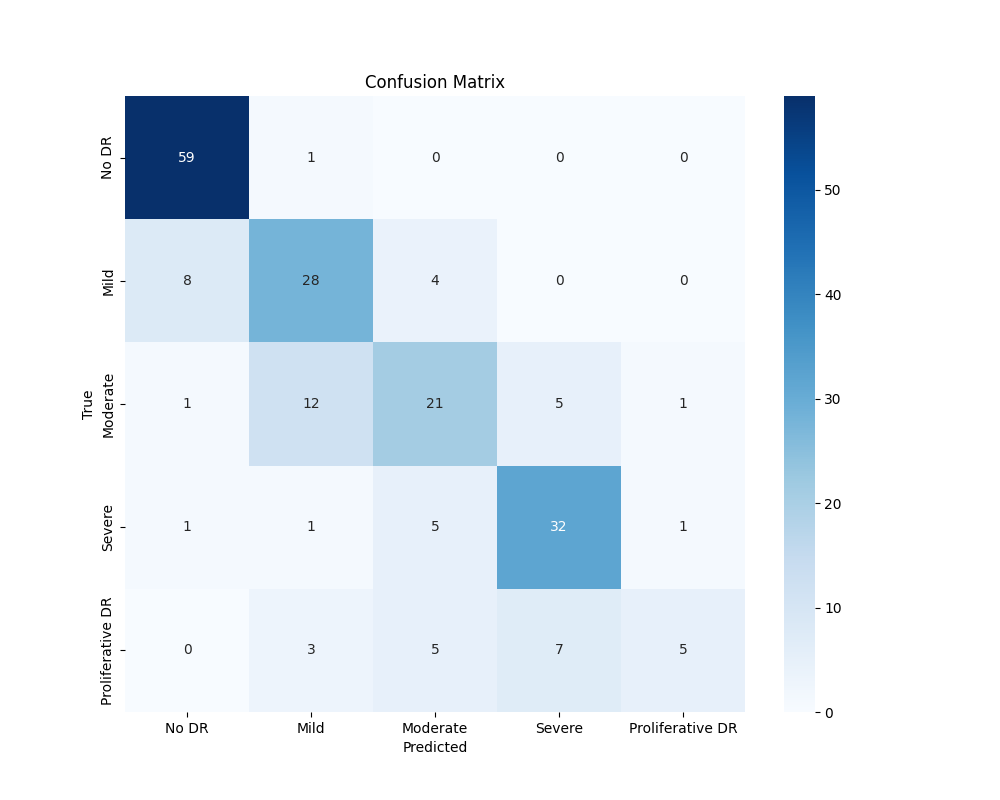 Confusion Matrix
True
No DR 59 1 0 0 0
Mild 8 28 4 0 0
Moderate 1 12 21 5 1
Severe 1 1 5 32 1
Proliferative DR 0 3 5 7 5
No DR Mild Moderate Severe Proliferative DR
Predicted
50
40
30
20
10
0